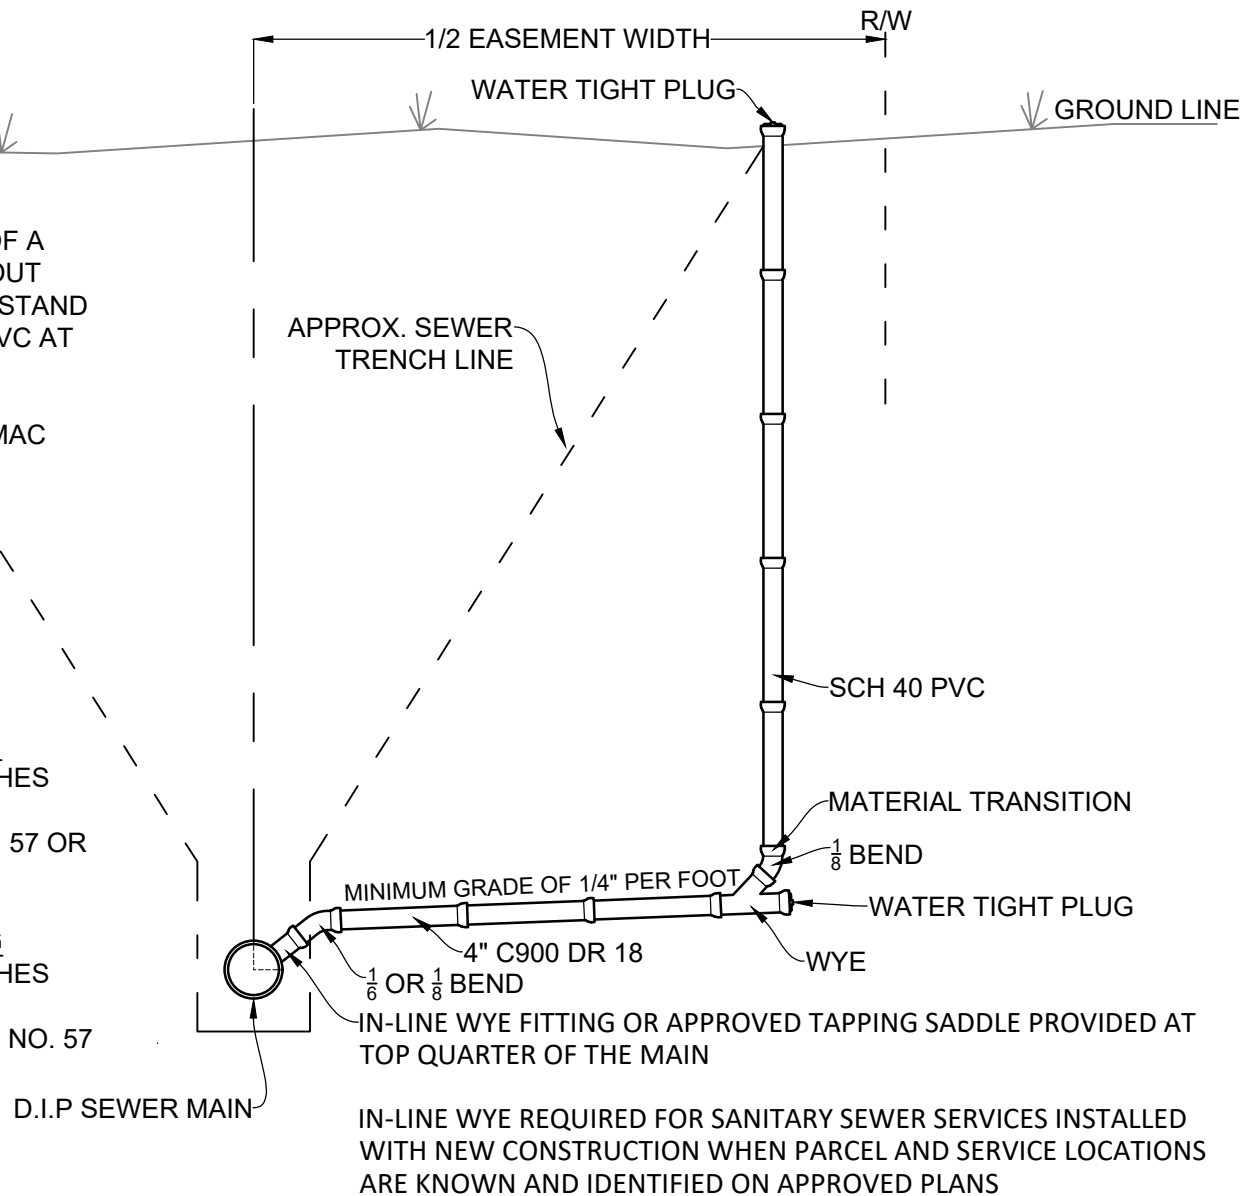 R/W
1/2 EASEMENT WIDTH
WATER TIGHT PLUG
GROUND LINE
OF A
OUT
STAND
VC AT
APPROX. SEWER
TRENCH LINE
MAC
SCH 40 PVC
HES
MATERIAL TRANSITION
57 OR
1/8 BEND
MINIMUM GRADE OF 1/4" PER FOOT
WATER TIGHT PLUG
4" C900 DR 18
WYE
HES
1/6 OR 1/8 BEND
IN-LINE WYE FITTING OR APPROVED TAPPING SADDLE PROVIDED AT
TOP QUARTER OF THE MAIN
NO. 57
D.I.P SEWER MAIN
IN-LINE WYE REQUIRED FOR SANITARY SEWER SERVICES INSTALLED
WITH NEW CONSTRUCTION WHEN PARCEL AND SERVICE LOCATIONS
ARE KNOWN AND IDENTIFIED ON APPROVED PLANS